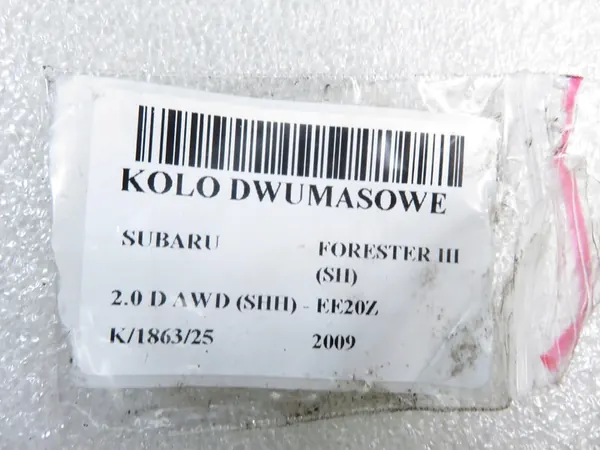 KOLO DWUMASOWE
SUBARU FORESTER III
(SH)
2.0 D AWD (SHH) - EE20Z
K/1863/25 2009